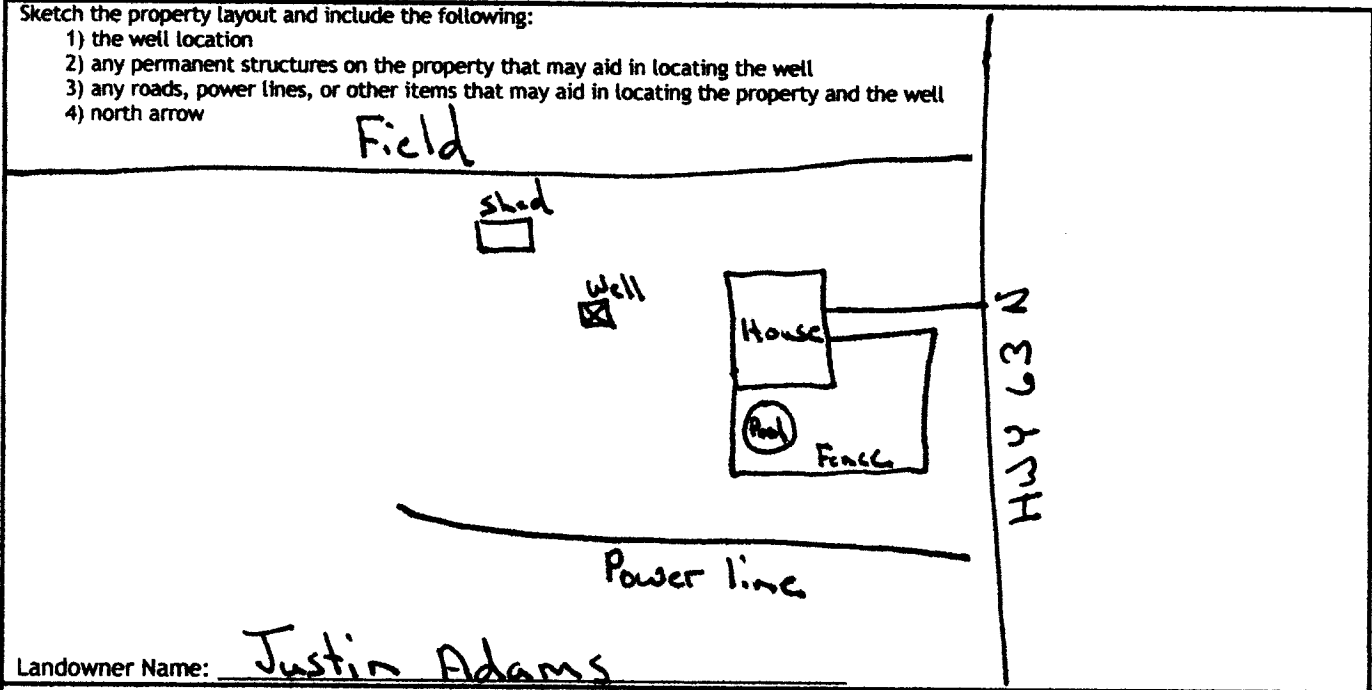 Sketch the property layout and include the following:
1) the well location
2) any permanent structures on the property that may aid in locating the well
3) any roads, power lines, or other items that may aid in locating the property and the well
4) north arrow
Field
Shed
Well
House
Pool
Fence
HWY 63 N
Power line
Landowner Name: Justin Adams